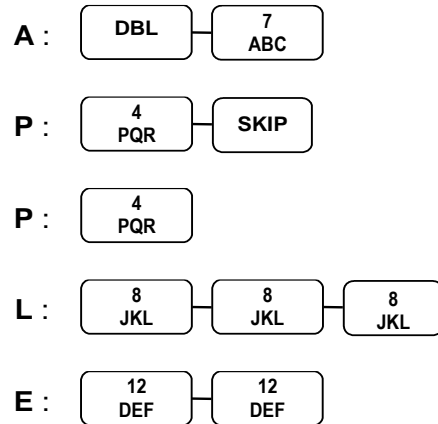 A : DBL 7 ABC
P : 4 PQR SKIP
P : 4 PQR
L : 8 JKL 8 JKL 8 JKL
E : 12 DEF 12 DEF